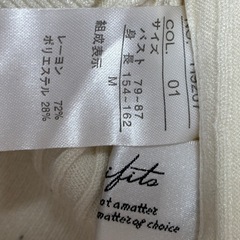 COL. 01
サイズ M
バスト 79~87
身長 154~162
組成表示
レーヨン 72%
ポリエステル 28%
ifits
ot a matter
matter of choice